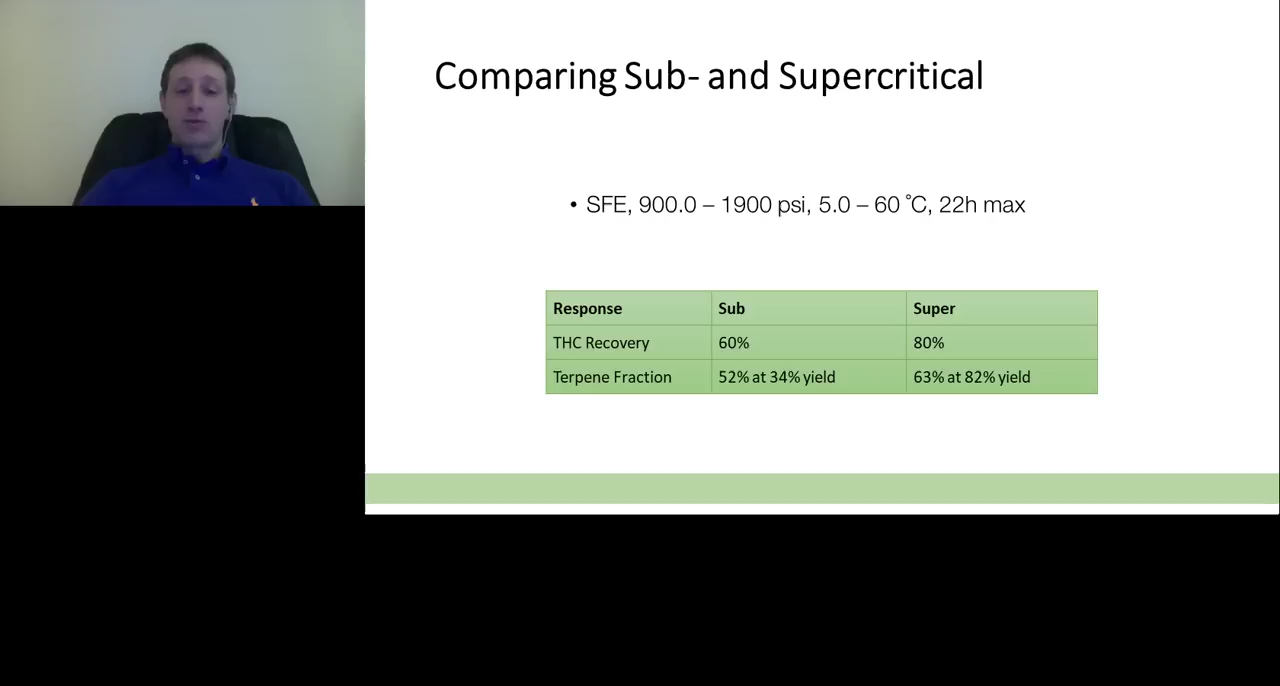 Comparing Sub- and Supercritical
• SFE, 900.0 – 1900 psi, 5.0 – 60 ˚C, 22h max
Response Sub Super
THC Recovery 60% 80%
Terpene Fraction 52% at 34% yield 63% at 82% yield